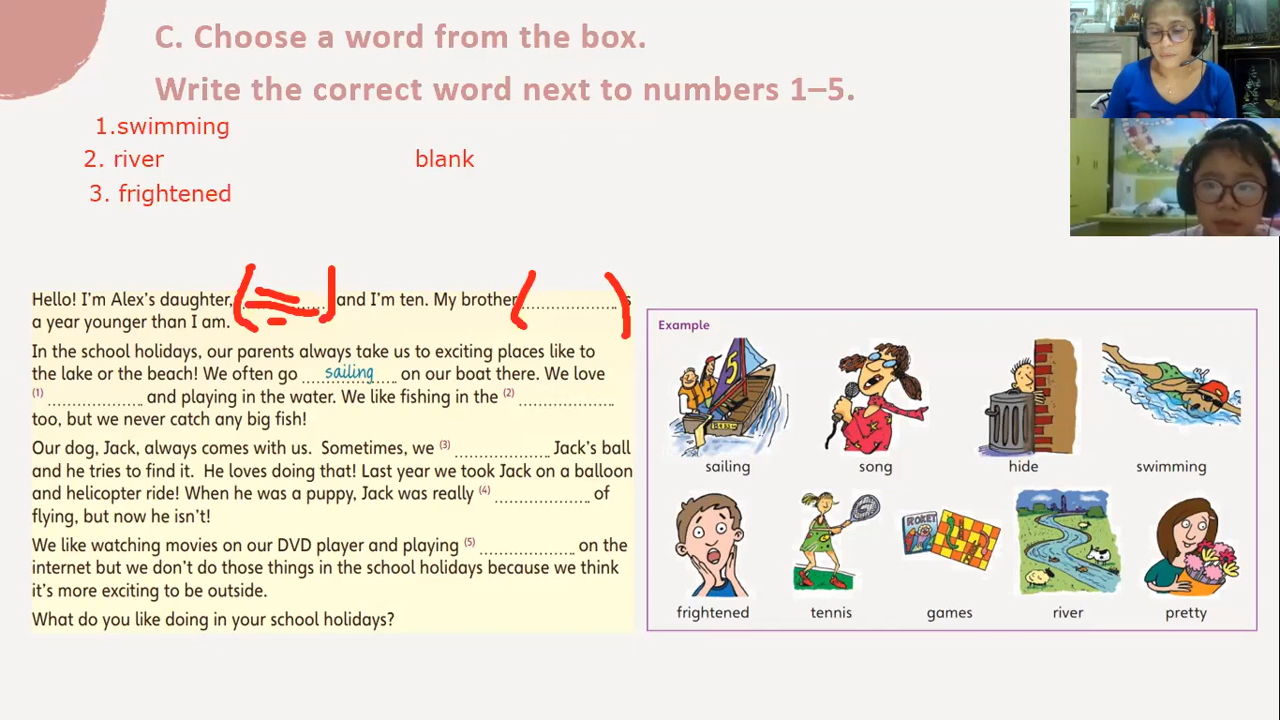 C. Choose a word from the box.
Write the correct word next to numbers 1–5.
1.swimming
2. river
blank
3. frightened
Hello! I'm Alex's daughter, ............ and I'm ten. My brother .................... s
a year younger than I am.
In the school holidays, our parents always take us to exciting places like to
the lake or the beach! We often go sailing on our boat there. We love
(1) .................... and playing in the water. We like fishing in the (2) ....................
too, but we never catch any big fish!
Our dog, Jack, always comes with us. Sometimes, we (3) .................... Jack's ball
and he tries to find it. He loves doing that! Last year we took Jack on a balloon
and helicopter ride! When he was a puppy, Jack was really (4) .................... of
flying, but now he isn't!
We like watching movies on our DVD player and playing (5) .................... on the
internet but we don't do those things in the school holidays because we think
it's more exciting to be outside.
What do you like doing in your school holidays?
Example
5
sailing song hide swimming
ROCKET
frightened tennis games river pretty